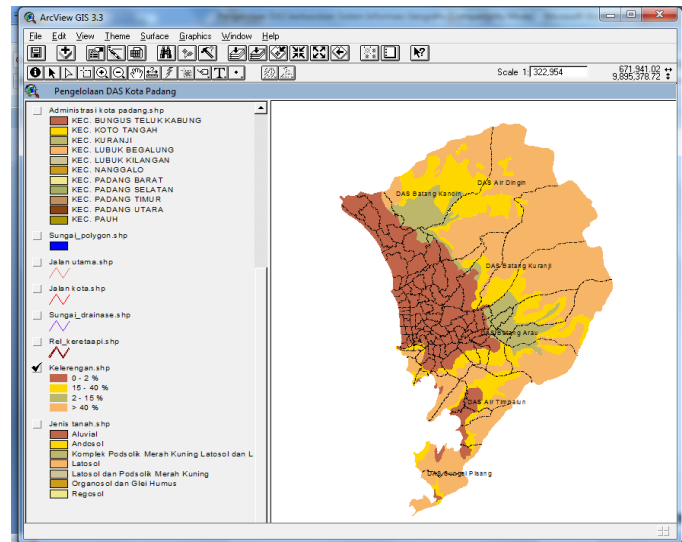 ArcView GIS 3.3
File Edit View Theme Surface Graphics Window Help
Scale 1: 322,954
671,941.02
9,895,378.72
Pengelolaan DAS Kota Padang
Administrasi kota padang.shp
KEC. BUNGUS TELUK KABUNG
KEC. KOTO TANGAH
KEC. KURANJI
KEC. LUBUK BEGALUNG
KEC. LUBUK KILANGAN
KEC. NANGGALO
KEC. PADANG BARAT
KEC. PADANG SELATAN
KEC. PADANG TIMUR
KEC. PADANG UTARA
KEC. PAUH
Sungai_polygon.shp
Jalan utama.shp
Jalan kota.shp
Sungai_drainase.shp
Rel_keretaapi.shp
Kelerengan.shp
0 - 2 %
15 - 40 %
2 - 15 %
> 40 %
Jenis tanah.shp
Aluvial
Andosol
Komplek Podsolik Merah Kuning Latosol dan L
Latosol
Latosol dan Podsolik Merah Kuning
Organosol dan Glei Humus
Regosol
DAS Air Dingin
DAS Batang Kandin
DAS Batang Kuranji
DAS Batang Arau
DAS Air Timbalun
DAS Sungai Pisang